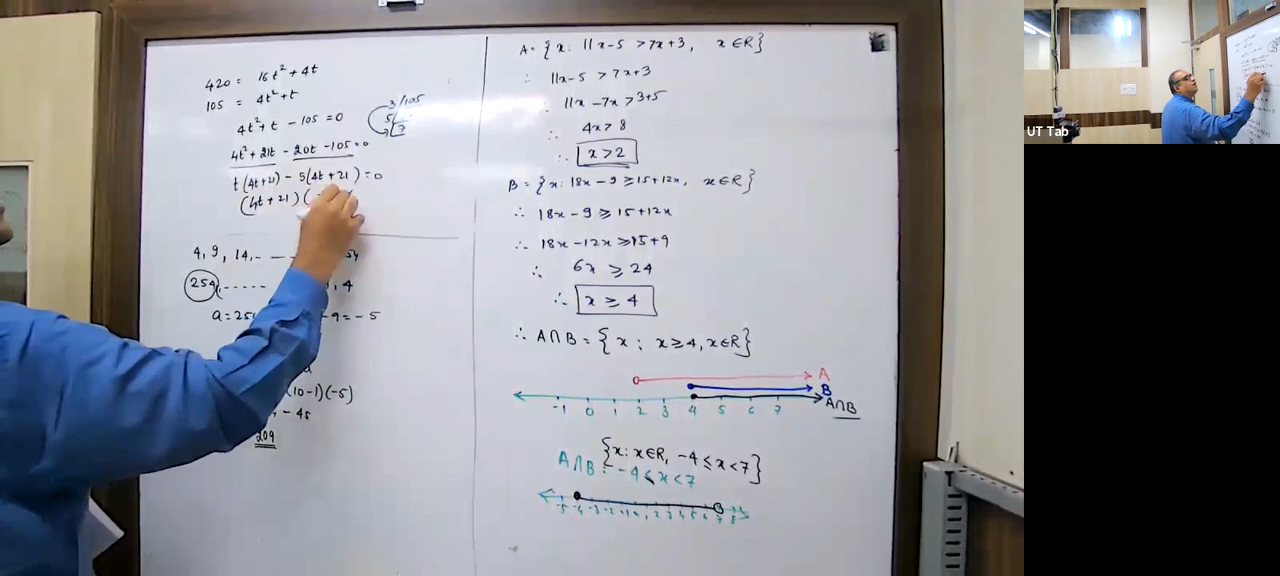 420 = 16t² + 4t
105 = 4t² + t
4t² + t - 105 = 0
3 /105
5
7
4t² + 21t - 20t - 105 = 0
t(4t+21) - 5(4t+21) = 0
(4t + 21)(
4, 9, 14, - - - 54
254, - - - - - , 4
a = 25 -9 = -5
(10-1)(-5)
- 45
209
A = {x : 11x-5 > 7x+3, x ∈ R}
∴ 11x-5 > 7x+3
∴ 11x - 7x > 3+5
∴ 4x > 8
∴ x > 2
B = {x : 18x - 9 ≥ 15+12x, x ∈ R}
∴ 18x - 9 ≥ 15+12x
∴ 18x - 12x ≥ 15+9
∴ 6x ≥ 24
∴ x ≥ 4
∴ A∩B = {x : x ≥ 4, x ∈ R}
A
B
A∩B
-1 0 1 2 3 4 5 6 7
{x : x ∈ R, -4 ≤ x < 7}
A∩B = -4 ≤ x < 7
-5 -4 -3 -2 -1 0 1 2 3 4 5 6 7 8
UT Tab